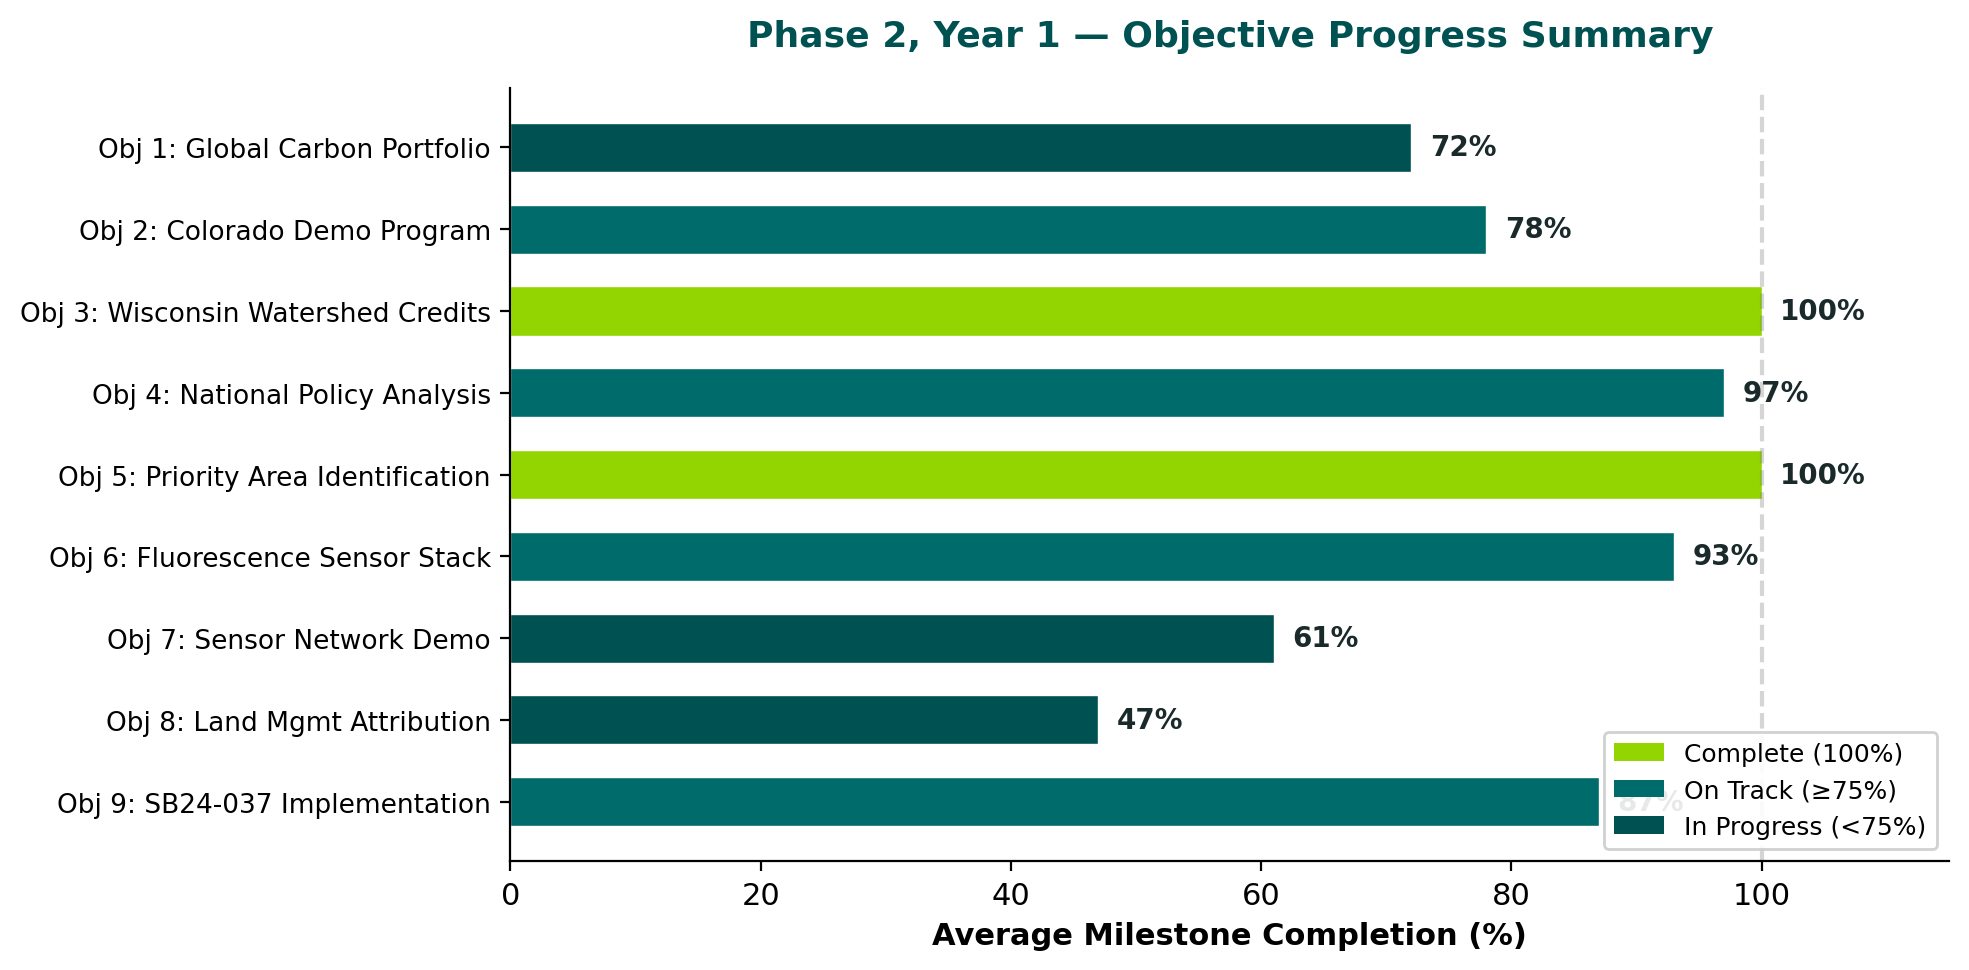 Phase 2, Year 1 — Objective Progress Summary
Obj 1: Global Carbon Portfolio 72%
Obj 2: Colorado Demo Program 78%
Obj 3: Wisconsin Watershed Credits 100%
Obj 4: National Policy Analysis 97%
Obj 5: Priority Area Identification 100%
Obj 6: Fluorescence Sensor Stack 93%
Obj 7: Sensor Network Demo 61%
Obj 8: Land Mgmt Attribution 47%
Obj 9: SB24-037 Implementation 87%
Complete (100%)
On Track (≥75%)
In Progress (<75%)
0 20 40 60 80 100
Average Milestone Completion (%)